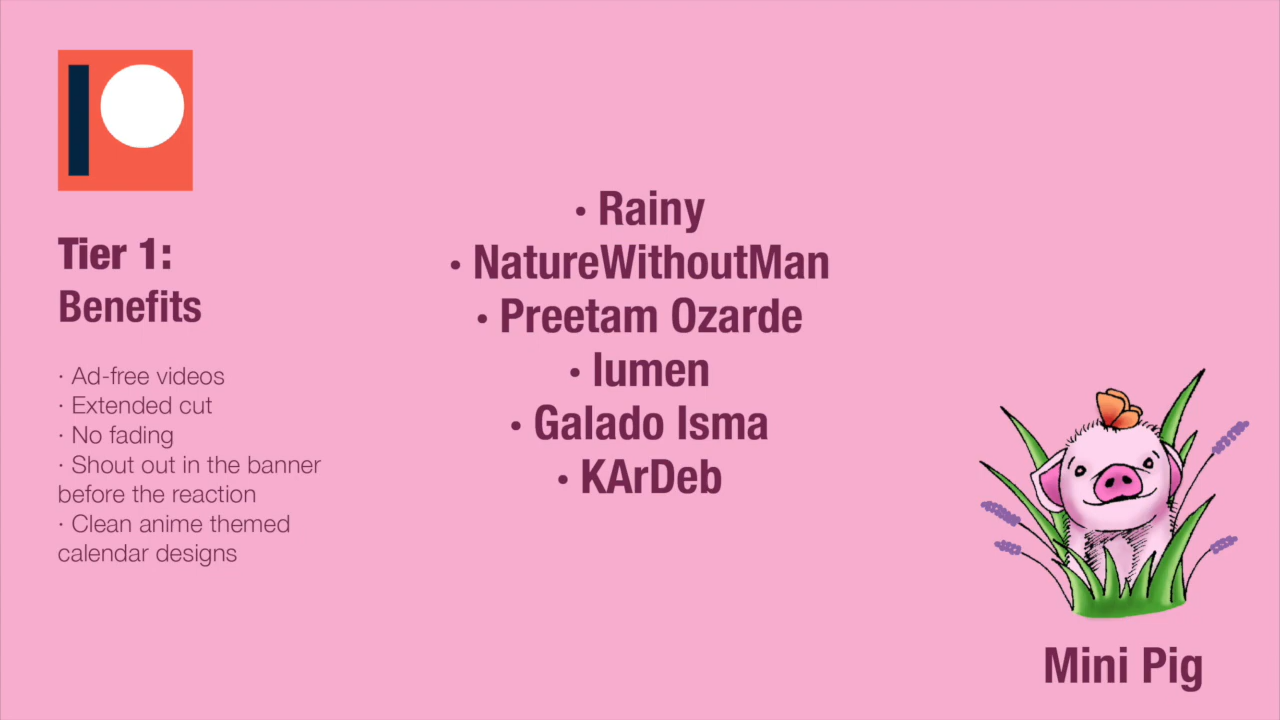 Tier 1:
Benefits
· Ad-free videos
· Extended cut
· No fading
· Shout out in the banner
before the reaction
· Clean anime themed
calendar designs
• Rainy
• NatureWithoutMan
• Preetam Ozarde
• lumen
• Galado Isma
• KArDeb
Mini Pig